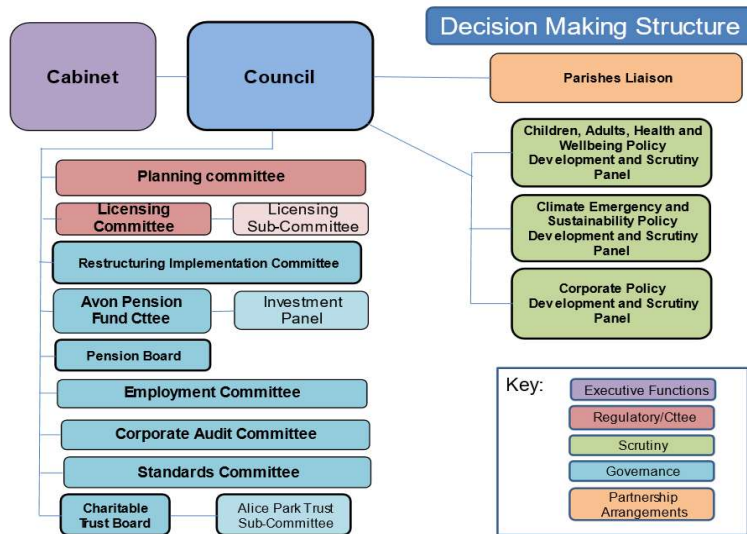 Decision Making Structure
Cabinet
Council
Parishes Liaison
Children, Adults, Health and
Wellbeing Policy
Development and Scrutiny
Panel
Climate Emergency and
Sustainability Policy
Development and Scrutiny
Panel
Corporate Policy
Development and Scrutiny
Panel
Planning committee
Licensing
Committee
Licensing
Sub-Committee
Restructuring Implementation Committee
Avon Pension
Fund Cttee
Investment
Panel
Pension Board
Employment Committee
Corporate Audit Committee
Standards Committee
Charitable
Trust Board
Alice Park Trust
Sub-Committee
Key:
Executive Functions
Regulatory/Cttee
Scrutiny
Governance
Partnership
Arrangements